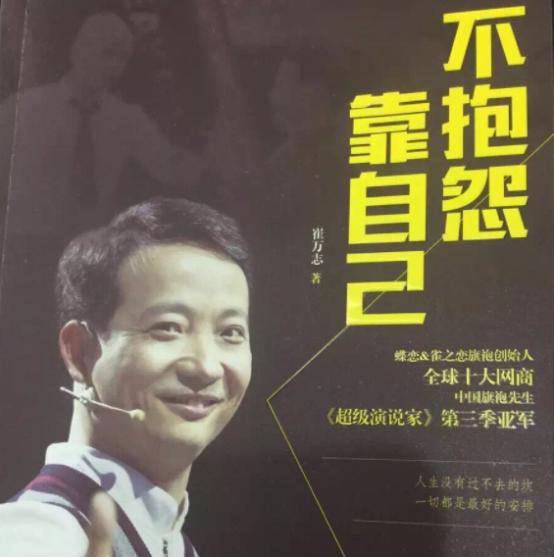 不抱怨
靠自己
崔万志 著
蝶恋&雀之恋旗袍创始人
全球十大网商
中国旗袍先生
《超级演说家》第三季亚军
人生没有过不去的坎
一切都是最好的安排